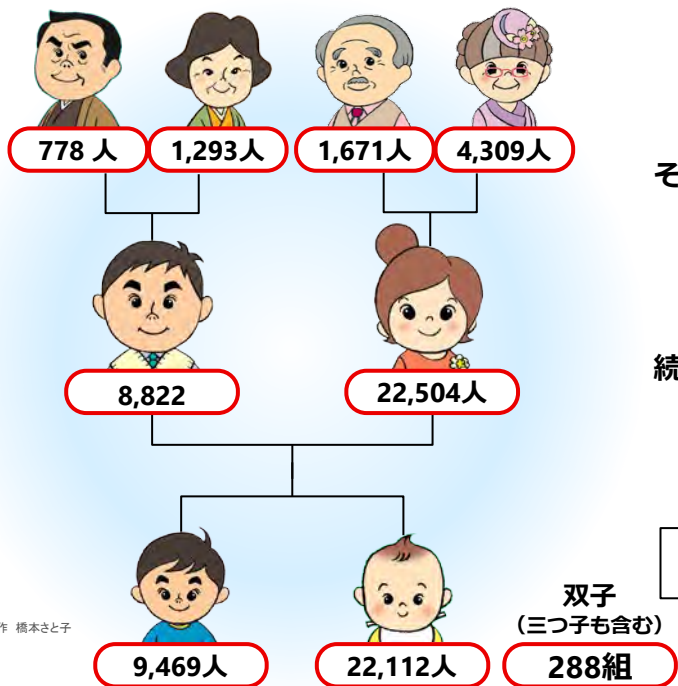 778 人
1,293人
1,671人
4,309人
そ
8,822
22,504人
続
双子
(三つ子も含む)
作 橋本さと子
9,469人
22,112人
288組